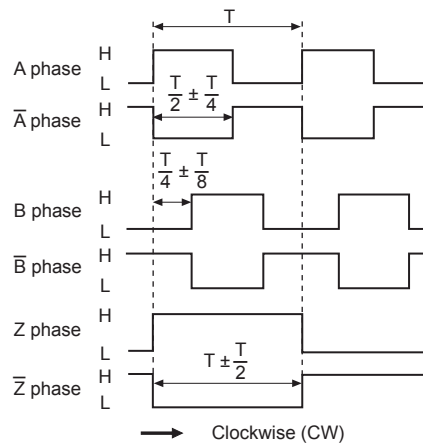 T
H
A phase
L
H
A̅ phase
L
T/2 ± T/4
T/4 ± T/8
H
B phase
L
H
B̅ phase
L
H
Z phase
L
H
Z̅ phase
L
T ± T/2
Clockwise (CW)